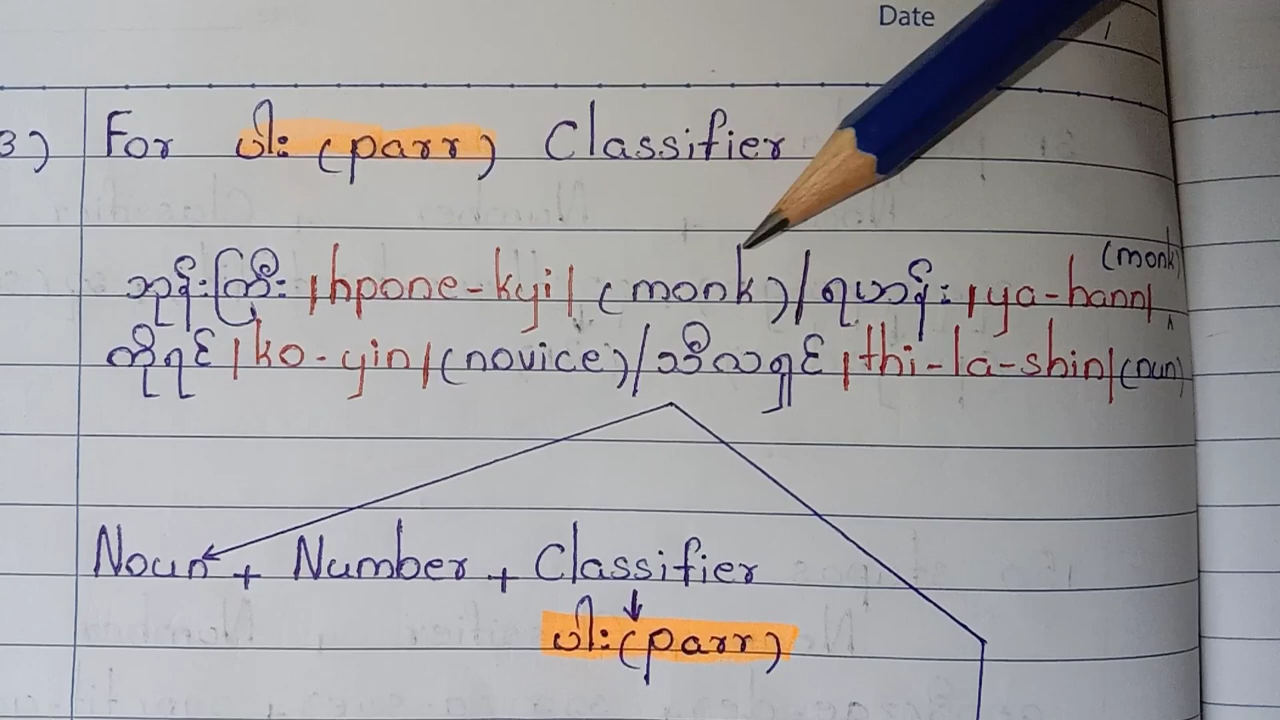 Date
3) For ပါး (parr) Classifier
(monk)
ဘုန်းကြီး /hpone-kyi/ (monk) / ရဟန်း /ya-hann/
ကိုရင် /ko-yin/ (novice) / သီလရှင် /thi-la-shin/ (nun)
Noun + Number + Classifier
ပါး (parr)